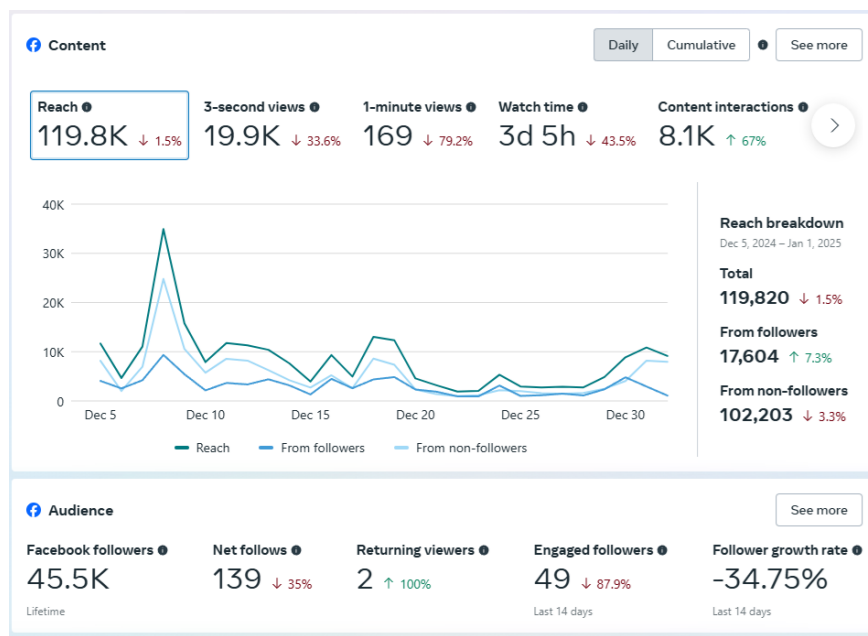 Content
Daily Cumulative See more
Reach 3-second views 1-minute views Watch time Content interactions
119.8K ↓ 1.5% 19.9K ↓ 33.6% 169 ↓ 79.2% 3d 5h ↓ 43.5% 8.1K ↑ 67%
40K
30K
20K
10K
0
Dec 5 Dec 10 Dec 15 Dec 20 Dec 25 Dec 30
Reach From followers From non-followers
Reach breakdown
Dec 5, 2024 – Jan 1, 2025
Total
119,820 ↓ 1.5%
From followers
17,604 ↑ 7.3%
From non-followers
102,203 ↓ 3.3%
Audience
See more
Facebook followers Net follows Returning viewers Engaged followers Follower growth rate
45.5K 139 ↓ 35% 2 ↑ 100% 49 ↓ 87.9% -34.75%
Lifetime Last 14 days Last 14 days